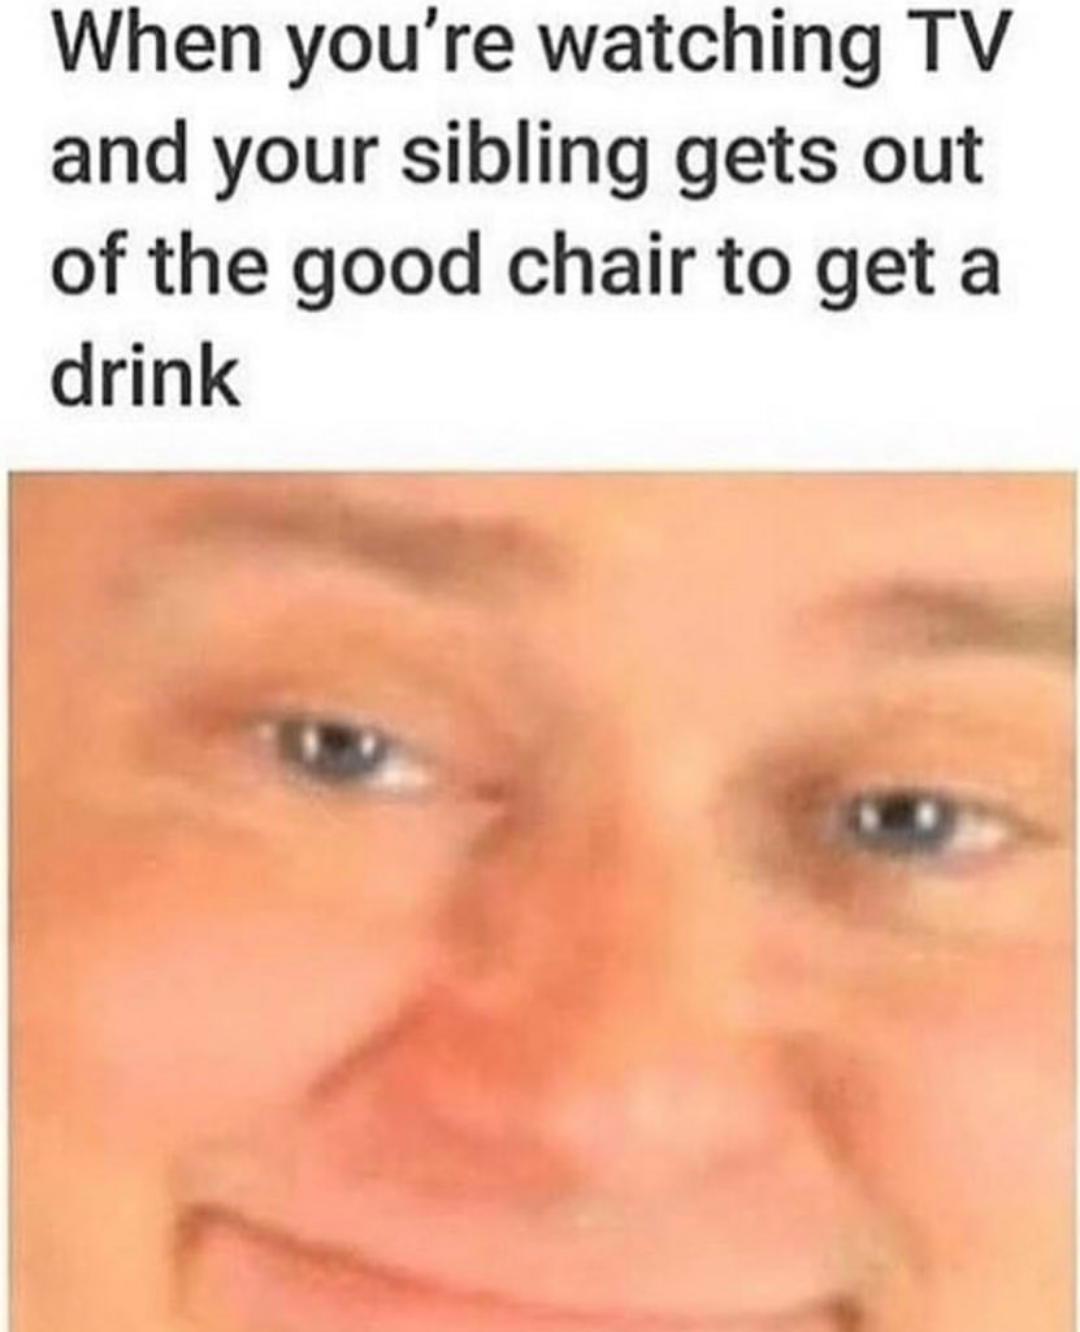 When you’re watching TV
and your sibling gets out
of the good chair to get a
drink